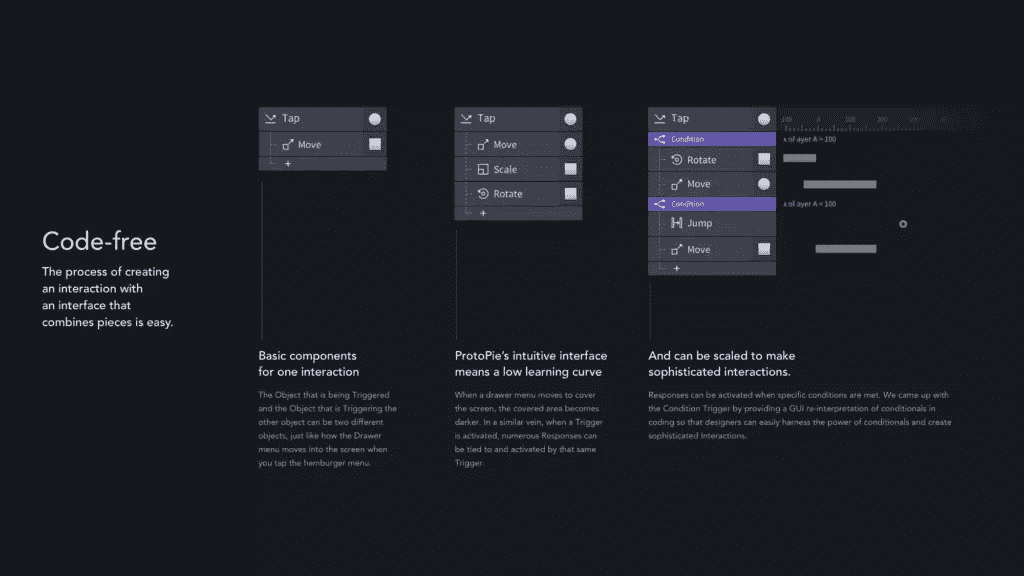 Code-free
The process of creating
an interaction with
an interface that
combines pieces is easy.
Tap
Move
+
Basic components
for one interaction
The Object that is being Triggered
and the Object that is Triggering the
other object can be two different
objects, just like how the Drawer
menu moves into the screen when
you tap the hamburger menu.
Tap
Move
Scale
Rotate
+
ProtoPie's intuitive interface
means a low learning curve
When a drawer menu moves to cover
the screen, the covered area becomes
darker. In a similar vein, when a Trigger
is activated, numerous Responses can
be tied to and activated by that same
Trigger.
Tap
100 0 100 200
Condition
x of ayer A > 100
Rotate
Move
Condition
x of ayer A < 100
Jump
Move
+
And can be scaled to make
sophisticated interactions.
Responses can be activated when specific conditions are met. We came up with
the Condition Trigger by providing a GUI re-interpretation of conditionals in
coding so that designers can easily harness the power of conditionals and create
sophisticated Interactions.